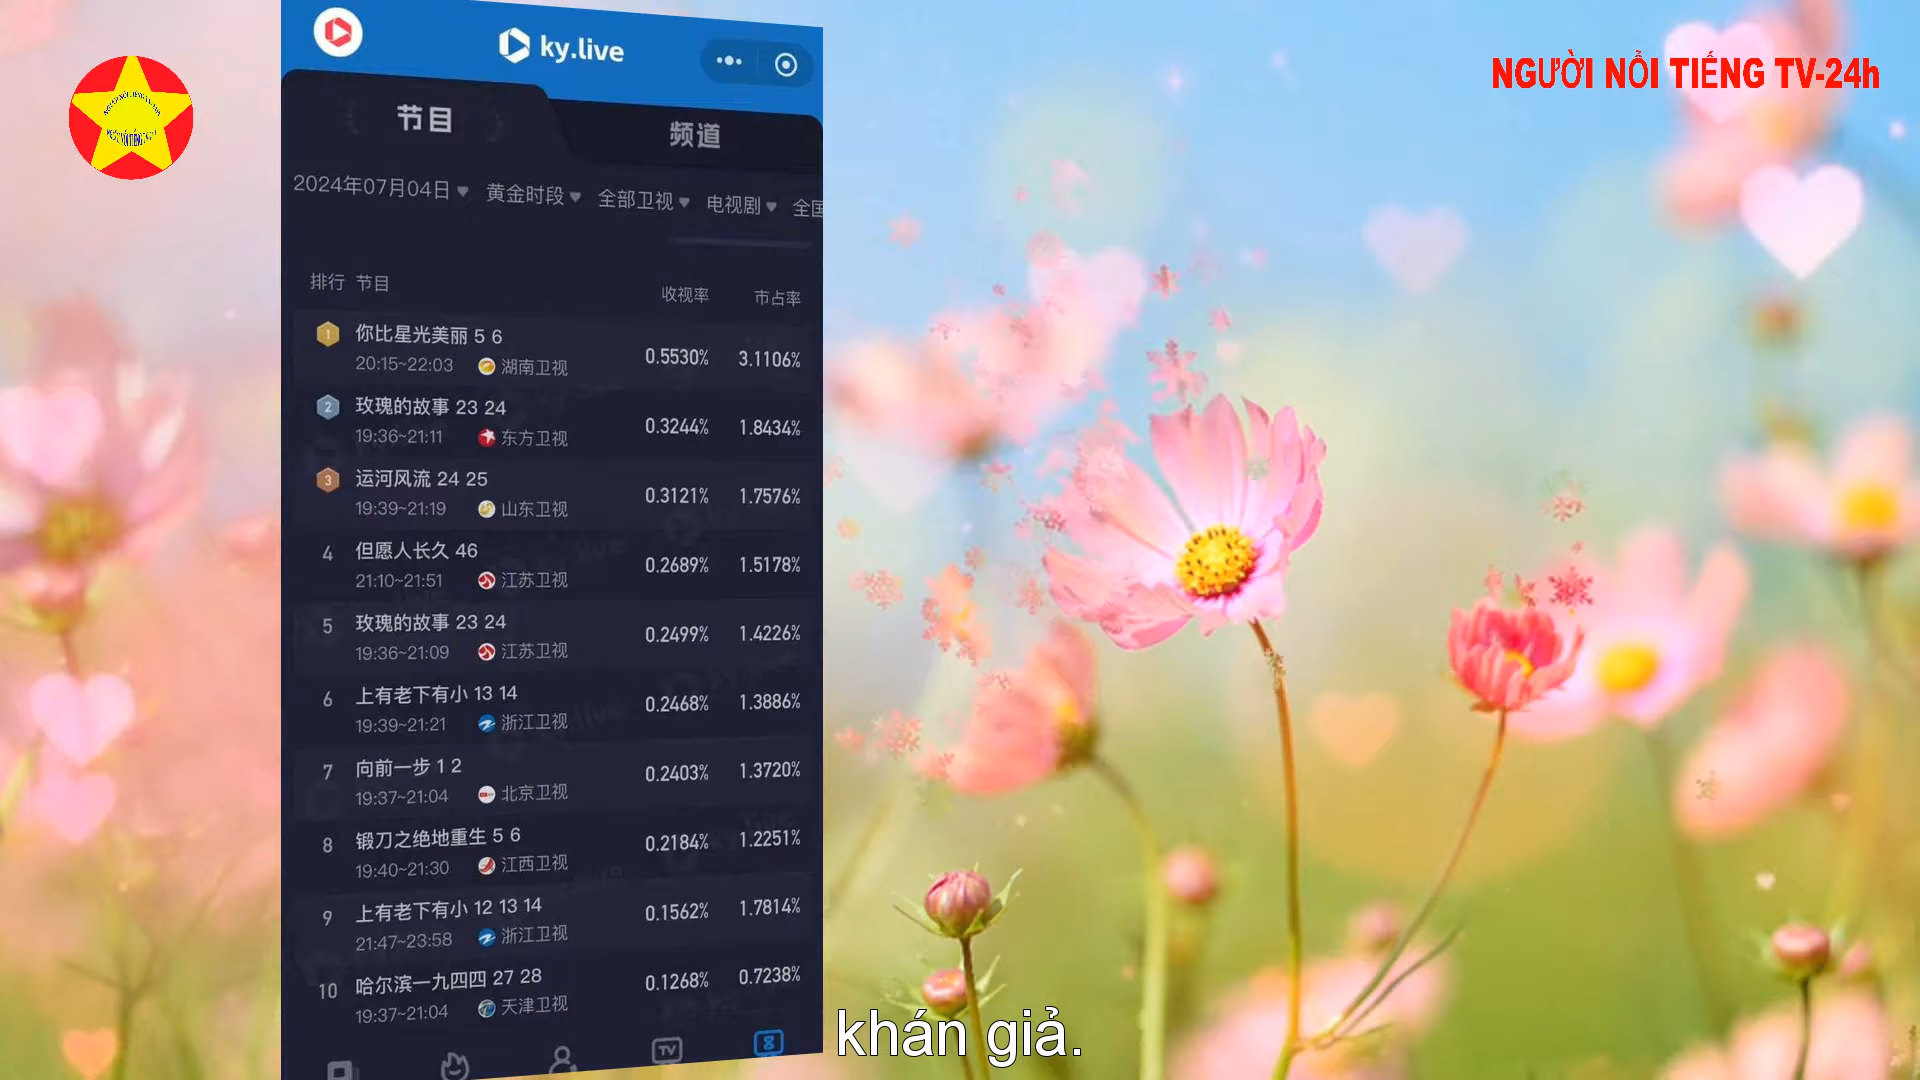 ky.live
NGƯỜI NỔI TIẾNG TV-24h
节目
频道
2024年07月04日 黄金时段 全部卫视 电视剧 全国
排行 节目 收视率 市占率
1 你比星光美丽 5 6
20:15~22:03 湖南卫视 0.5530% 3.1106%
2 玫瑰的故事 23 24
19:36~21:11 东方卫视 0.3244% 1.8434%
3 运河风流 24 25
19:39~21:19 山东卫视 0.3121% 1.7576%
4 但愿人长久 46
21:10~21:51 江苏卫视 0.2689% 1.5178%
5 玫瑰的故事 23 24
19:36~21:09 江苏卫视 0.2499% 1.4226%
6 上有老下有小 13 14
19:39~21:21 浙江卫视 0.2468% 1.3886%
7 向前一步 1 2
19:37~21:04 北京卫视 0.2403% 1.3720%
8 锻刀之绝地重生 5 6
19:40~21:30 江西卫视 0.2184% 1.2251%
9 上有老下有小 12 13 14
21:47~23:58 浙江卫视 0.1562% 1.7814%
10 哈尔滨一九四四 27 28
19:37~21:04 天津卫视 0.1268% 0.7238%
TV
khán giả.